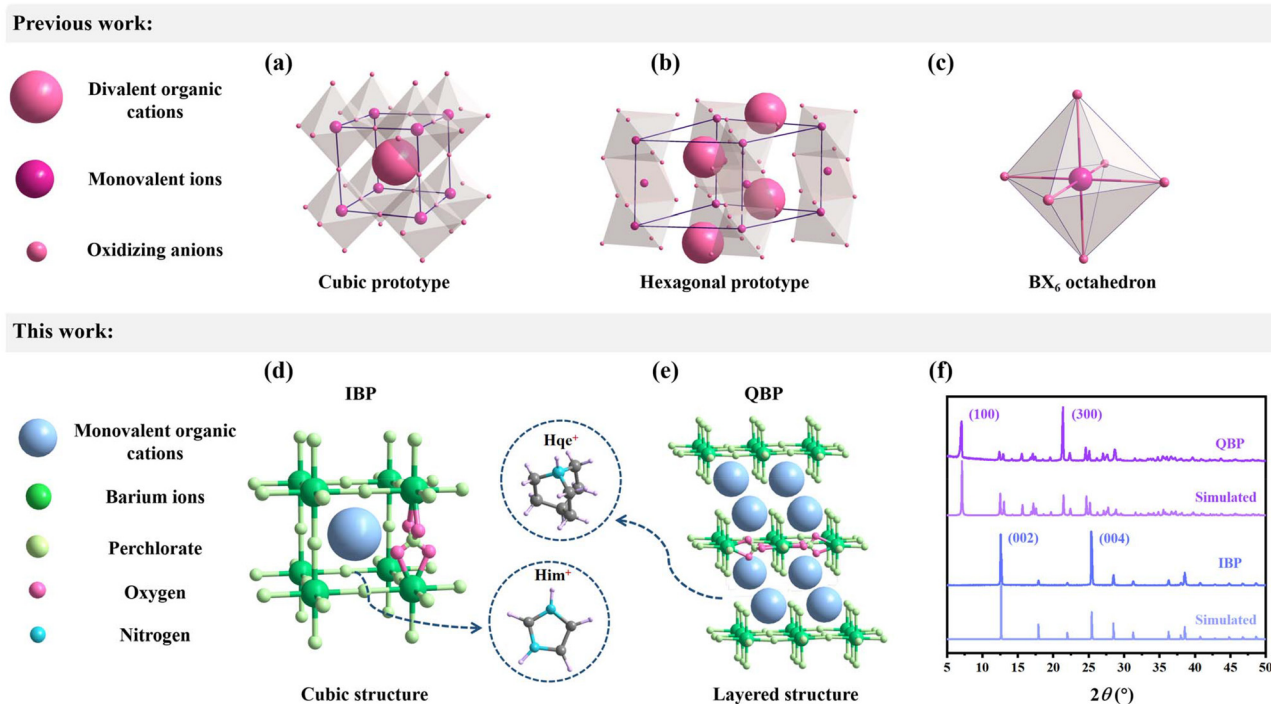 Previous work:
(a)
(b)
(c)
Divalent organic
cations
Monovalent ions
Oxidizing anions
Cubic prototype
Hexagonal prototype
BX₆ octahedron
This work:
(d)
IBP
(e)
QBP
(f)
Monovalent organic
cations
Barium ions
Perchlorate
Oxygen
Nitrogen
Hqe⁺
Him⁺
Cubic structure
Layered structure
(100)
(300)
QBP
Simulated
(002)
(004)
IBP
Simulated
5 10 15 20 25 30 35 40 45 50
2θ (°)